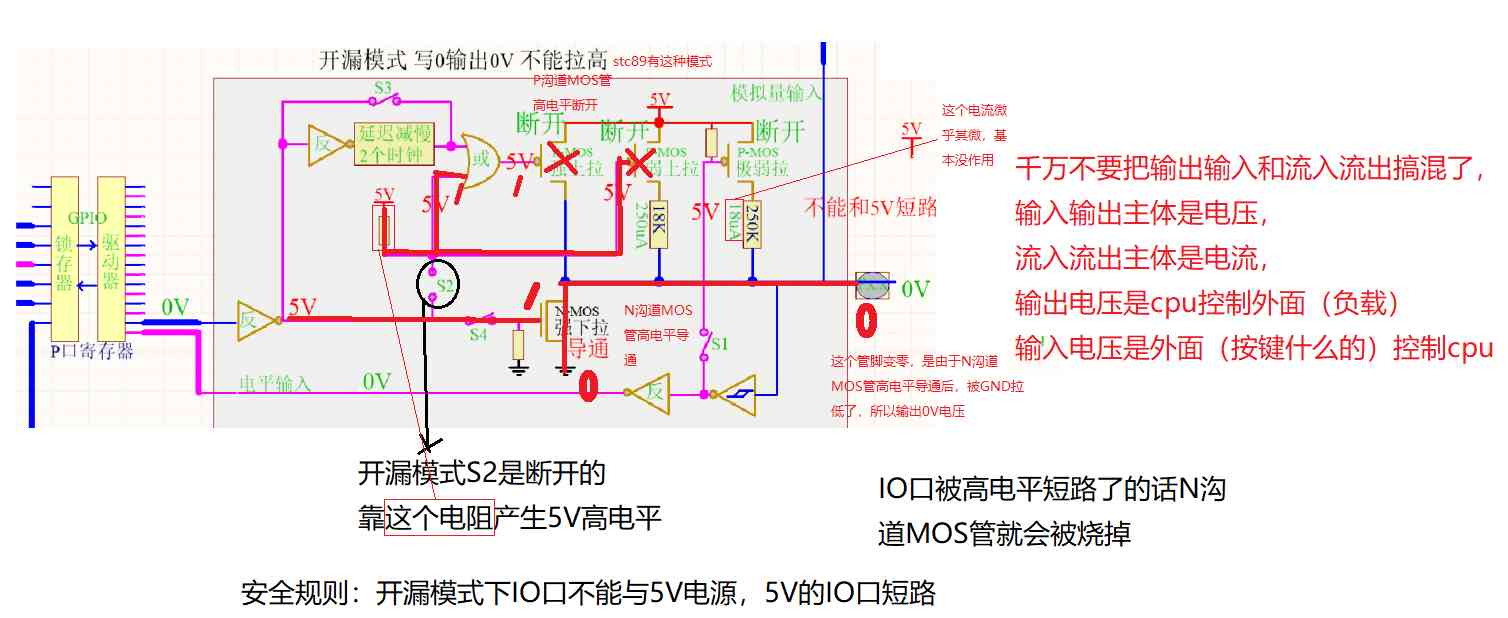 开漏模式 写0输出0V 不能拉高
stc89有这种模式
P沟道MOS管
高电平断开
S3
5V
模拟量输入
断开
断开
断开
反
延迟减慢
2个时钟
或
5V
P-MOS
极弱拉
这个电流微
乎其微,基
本没作用
5V
千万不要把输出输入和流入流出搞混了,
输入输出主体是电压,
流入流出主体是电流,
输出电压是cpu控制外面(负载)
输入电压是外面(按键什么的)控制cpu
5V
5V
5V
5V
250uA
18K
18uA
250K
不能和5V短路
GPIO
锁存器
驱动器
P口寄存器
S2
0V
反
5V
S4
N-MOS
强下拉
导通
N沟道MOS
管高电平导
通
S1
0V
0
这个管脚变零,是由于N沟道
MOS管高电平导通后,被GND拉
低了,所以输出0V电压
电平输入
0V
0
反
开漏模式S2是断开的
靠这个电阻产生5V高电平
IO口被高电平短路了的话N沟
道MOS管就会被烧掉
安全规则:开漏模式下IO口不能与5V电源,5V的IO口短路